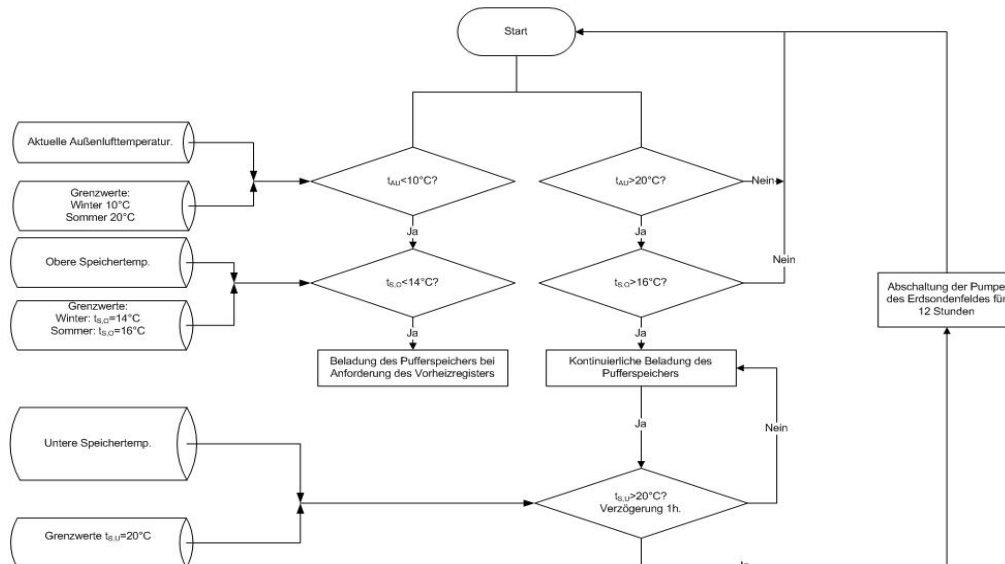 Start
Aktuelle Außenlufttemperatur.
Grenzwerte:
Winter 10°C
Sommer 20°C
t_AU<10°C?
t_AU>20°C?
Nein
Ja
Ja
Obere Speichertemp.
Grenzwerte:
Winter: t_S,O=14°C
Sommer: t_S,O=16°C
t_S,O<14°C?
t_S,O>16°C?
Nein
Ja
Ja
Abschaltung der Pumpe
des Erdsondenfeldes für
12 Stunden
Beladung des Pufferspeichers bei
Anforderung des Vorheizregisters
Kontinuierliche Beladung des
Pufferspeichers
Ja
Nein
Untere Speichertemp.
t_S,U>20°C?
Verzögerung 1h.
Grenzwerte t_S,U=20°C